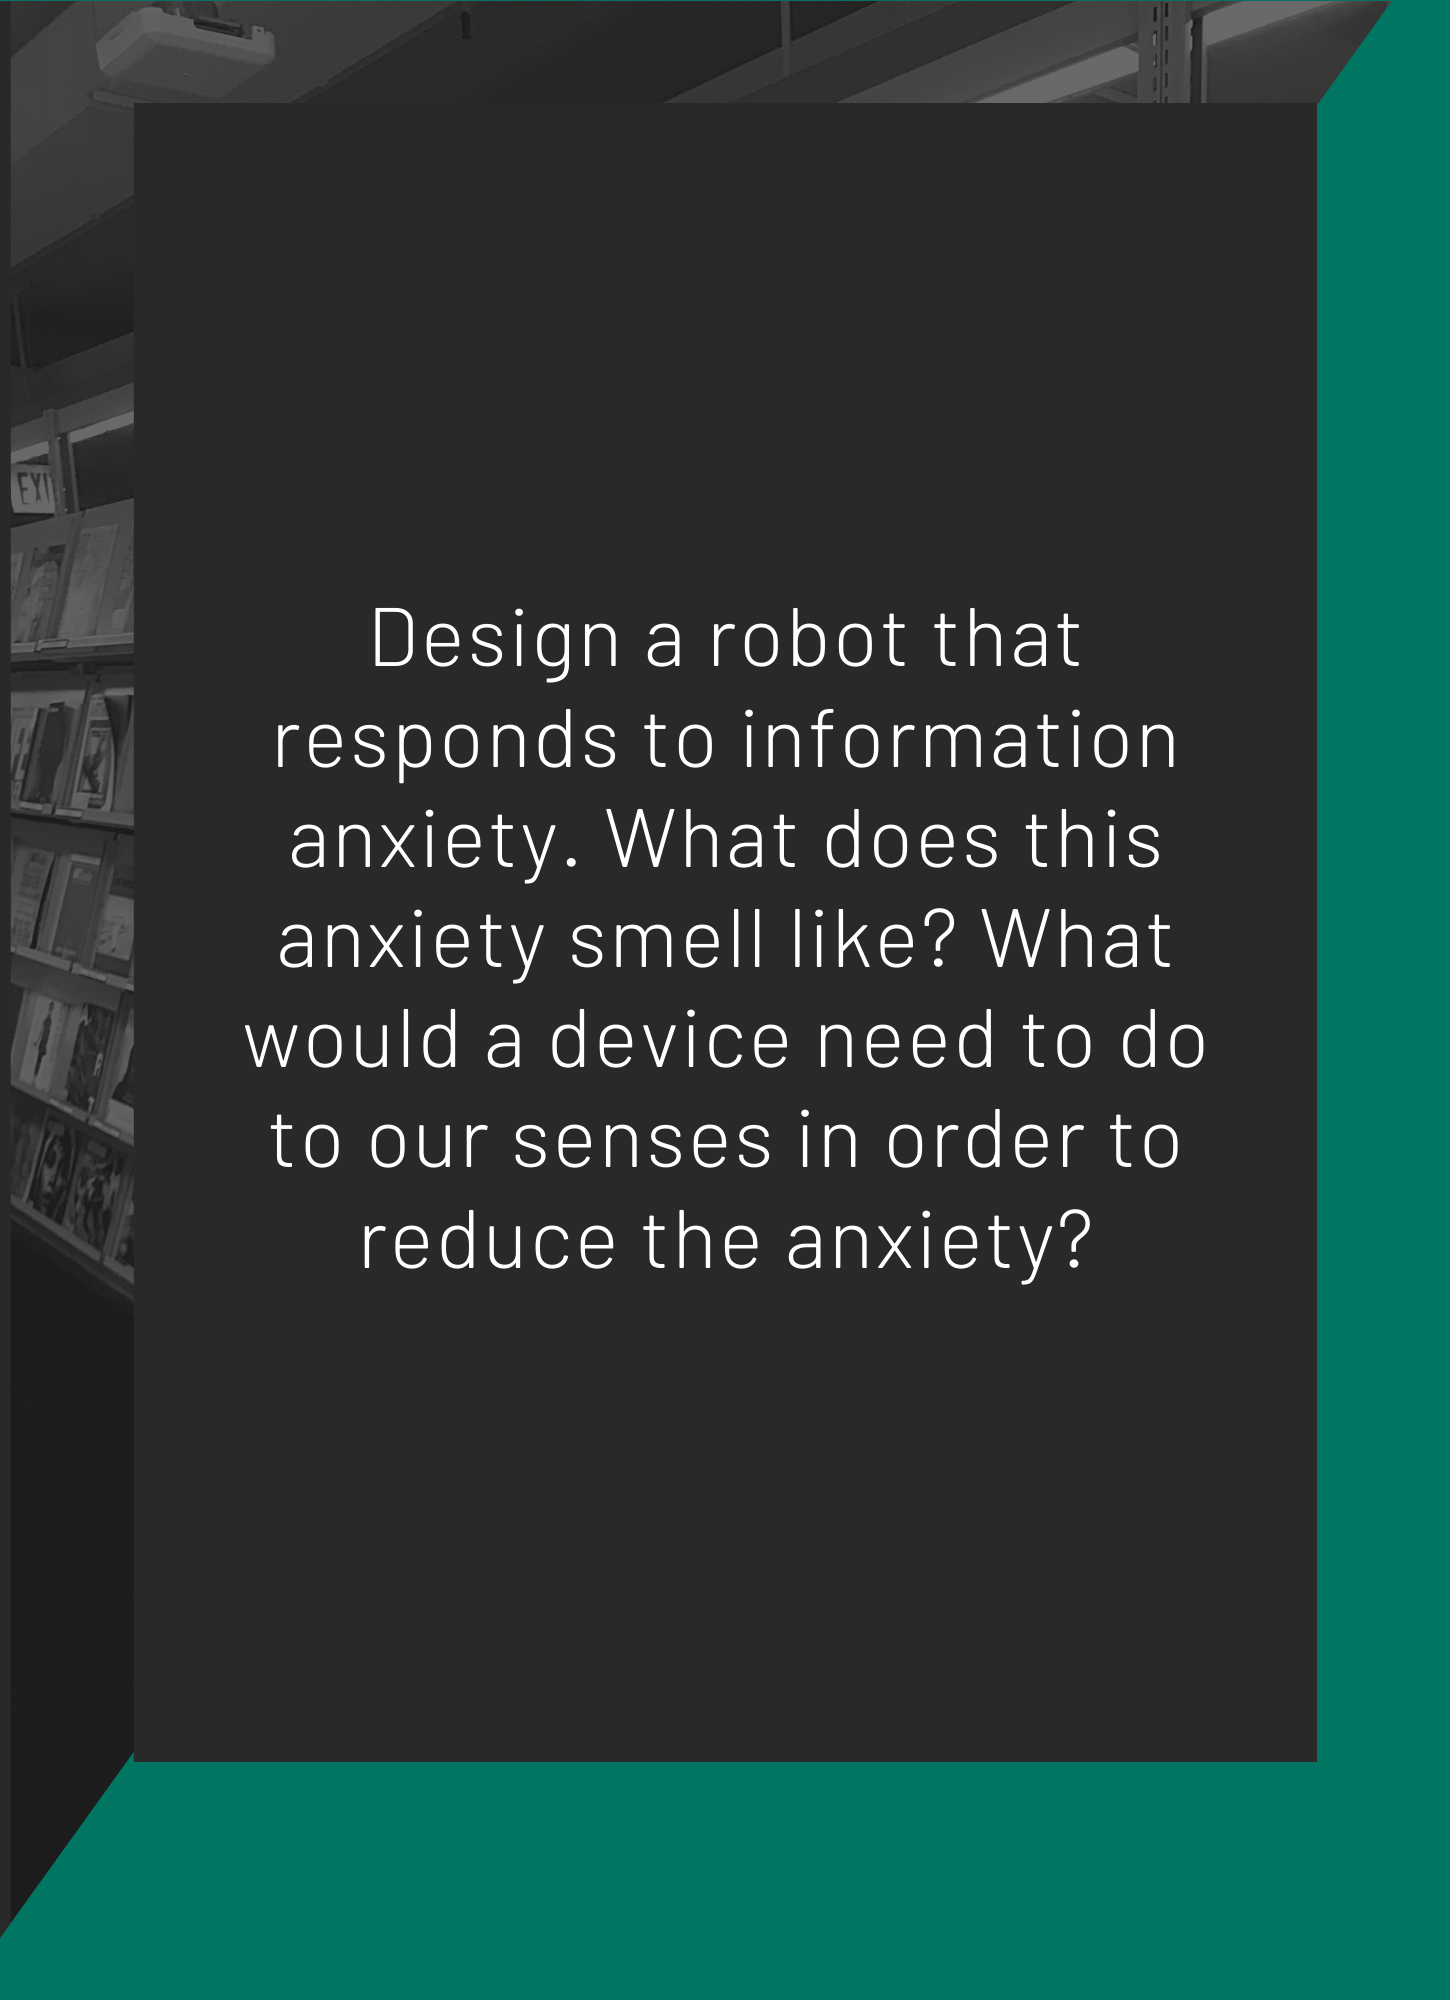 EXI
Design a robot that
responds to information
anxiety. What does this
anxiety smell like? What
would a device need to do
to our senses in order to
reduce the anxiety?